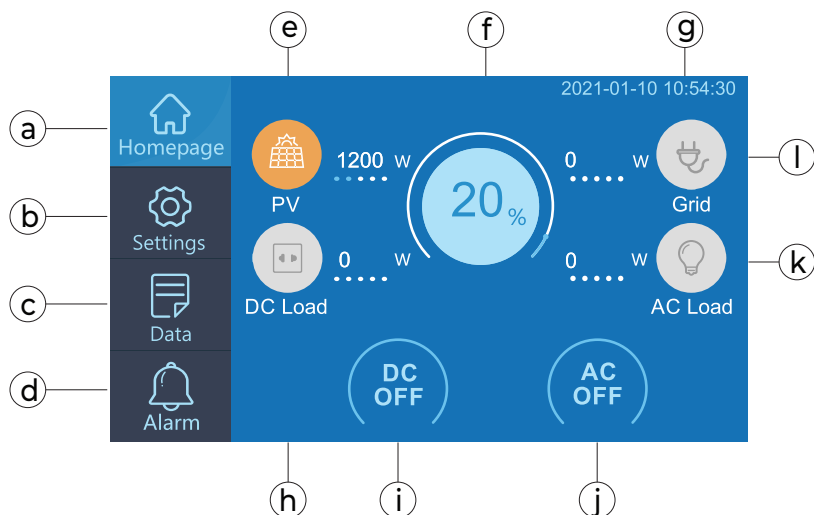 e f g
2021-01-10 10:54:30
a Homepage
1200 W
0 W
l
PV
20%
Grid
b Settings
0 W
0 W
k
DC Load
AC Load
c Data
d Alarm
DC
OFF
AC
OFF
h i j